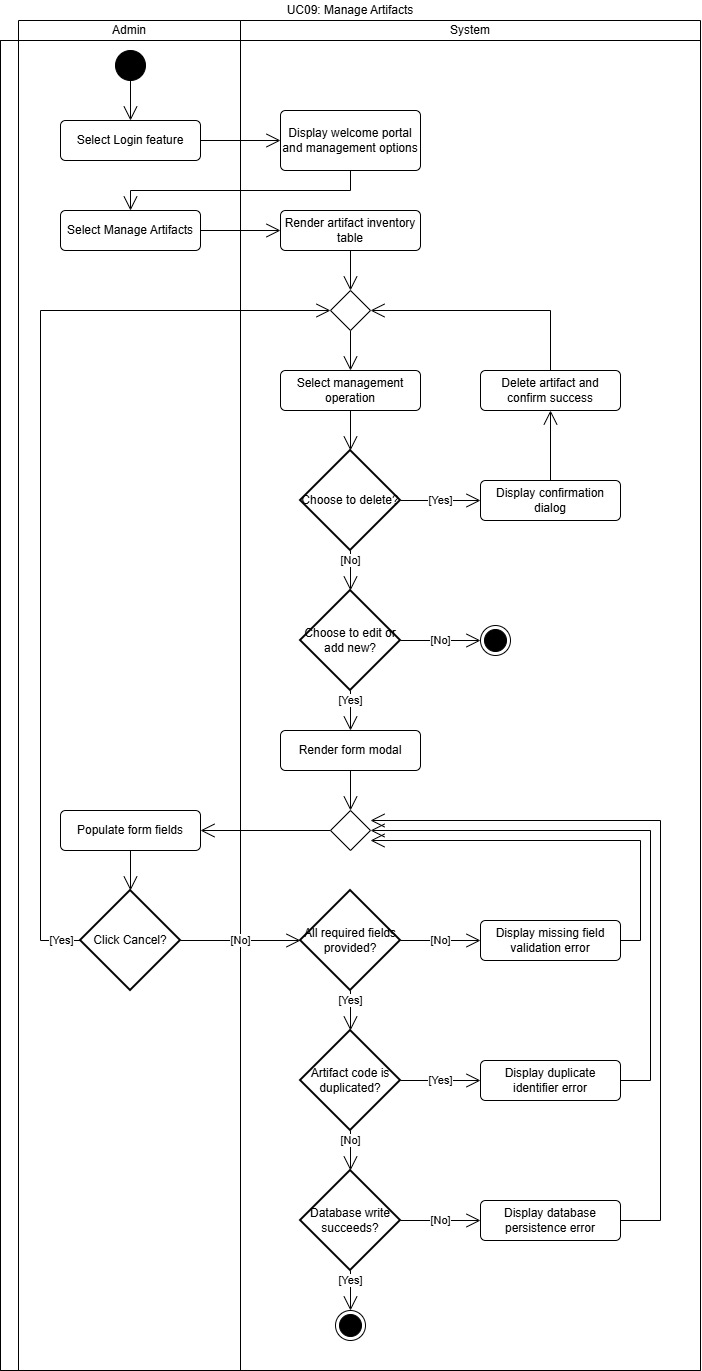 UC09: Manage Artifacts
Admin
System
Select Login feature
Display welcome portal
and management options
Select Manage Artifacts
Render artifact inventory
table
Select management
operation
Delete artifact and
confirm success
Choose to delete?
[Yes]
Display confirmation
dialog
[No]
Choose to edit or
add new?
[No]
[Yes]
Render form modal
Populate form fields
[Yes]
Click Cancel?
[No]
All required fields
provided?
[No]
Display missing field
validation error
[Yes]
Artifact code is
duplicated?
[Yes]
Display duplicate
identifier error
[No]
Database write
succeeds?
[No]
Display database
persistence error
[Yes]